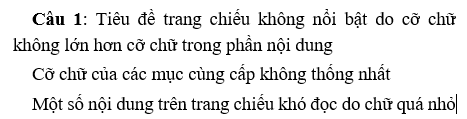 Câu 1: Tiêu đề trang chiếu không nổi bật do cỡ chữ
không lớn hơn cỡ chữ trong phần nội dung
Cỡ chữ của các mục cùng cấp không thống nhất
Một số nội dung trên trang chiếu khó đọc do chữ quá nhỏ